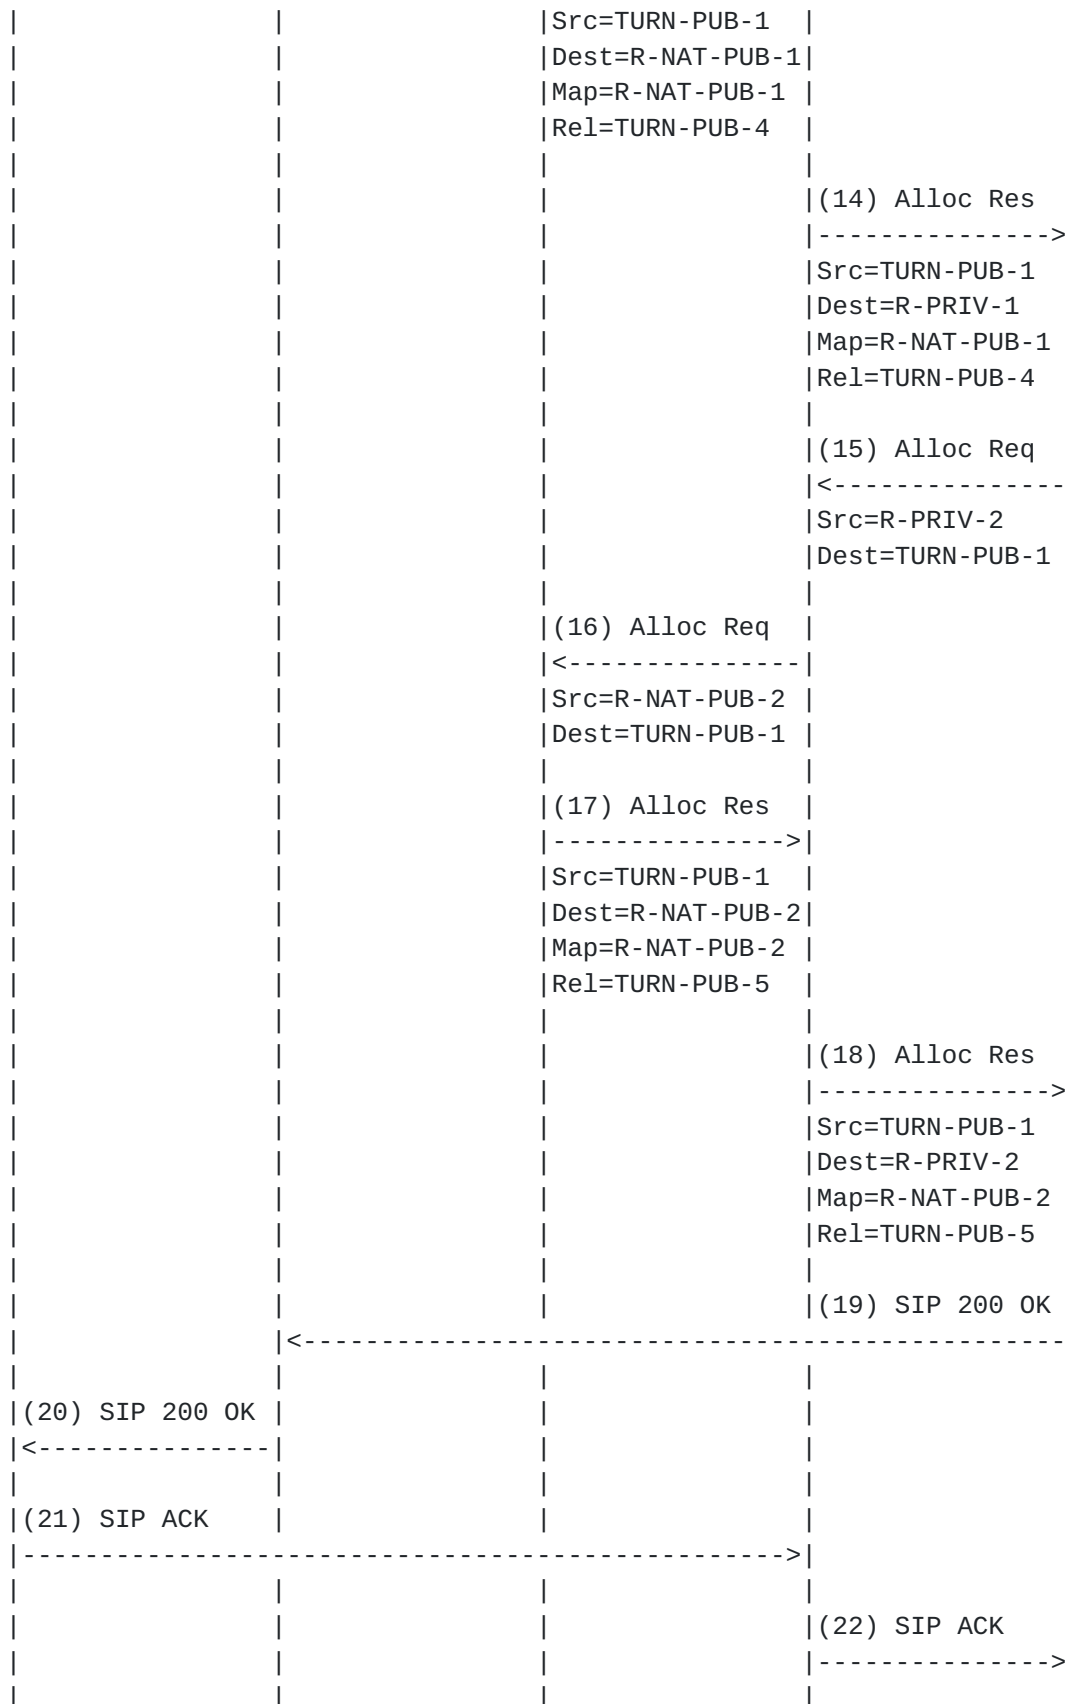 |                |                |Src=TURN-PUB-1  |
|                |                |Dest=R-NAT-PUB-1|
|                |                |Map=R-NAT-PUB-1 |
|                |                |Rel=TURN-PUB-4  |
|                |                |                |
|                |                |                |(14) Alloc Res
|                |                |                |--------------->
|                |                |                |Src=TURN-PUB-1
|                |                |                |Dest=R-PRIV-1
|                |                |                |Map=R-NAT-PUB-1
|                |                |                |Rel=TURN-PUB-4
|                |                |                |
|                |                |                |(15) Alloc Req
|                |                |                |<---------------
|                |                |                |Src=R-PRIV-2
|                |                |                |Dest=TURN-PUB-1
|                |                |                |
|                |                |(16) Alloc Req  |
|                |                |<---------------|
|                |                |Src=R-NAT-PUB-2 |
|                |                |Dest=TURN-PUB-1 |
|                |                |                |
|                |                |(17) Alloc Res  |
|                |                |--------------->|
|                |                |Src=TURN-PUB-1  |
|                |                |Dest=R-NAT-PUB-2|
|                |                |Map=R-NAT-PUB-2 |
|                |                |Rel=TURN-PUB-5  |
|                |                |                |
|                |                |                |(18) Alloc Res
|                |                |                |--------------->
|                |                |                |Src=TURN-PUB-1
|                |                |                |Dest=R-PRIV-2
|                |                |                |Map=R-NAT-PUB-2
|                |                |                |Rel=TURN-PUB-5
|                |                |                |
|                |                |                |(19) SIP 200 OK
|                |<-------------------------------------------------
|                |                |                |
|(20) SIP 200 OK |                |                |
|<---------------|                |                |
|                |                |                |
|(21) SIP ACK    |                |                |
|------------------------------------------------->|
|                |                |                |
|                |                |                |(22) SIP ACK
|                |                |                |--------------->
|                |                |                |